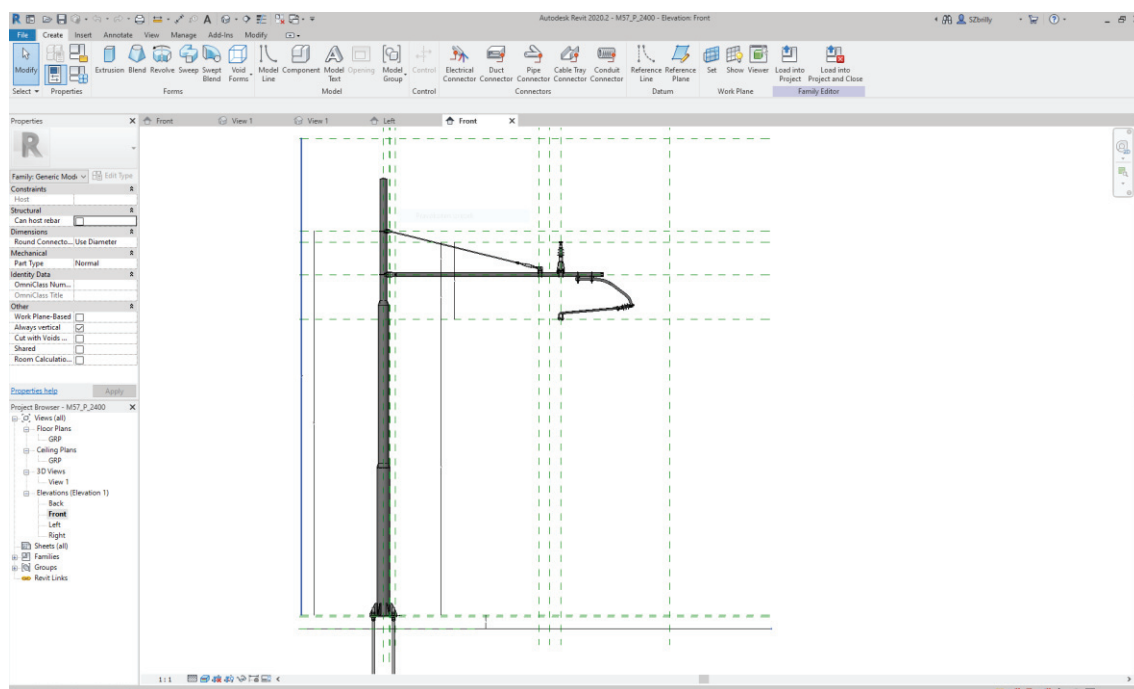 Autodesk Revit 2020.2 - M57_P_2400 - Elevation: Front
SZbrilly
File Create Insert Annotate View Manage Add-Ins Modify
Modify Extrusion Blend Revolve Sweep Swept Blend Void Forms Model Line Component Model Text Opening Model Group Control Electrical Connector Duct Connector Pipe Connector Cable Tray Connector Conduit Connector Reference Line Reference Plane Set Show Viewer Load into Project Load into Project and Close
Select Properties Forms Model Control Connectors Datum Work Plane Family Editor
Properties X
Front View 1 View 1 Left Front X
R
Family: Generic Mode Edit Type
Constraints
Host
Structural
Can host rebar
Dimensions
Round Connecto... Use Diameter
Mechanical
Part Type Normal
Identity Data
OmniClass Num...
OmniClass Title
Other
Work Plane-Based
Always vertical
Cut with Voids ...
Shared
Room Calculatio...
Properties help Apply
Project Browser - M57_P_2400 X
Views (all)
Floor Plans
GRP
Ceiling Plans
GRP
3D Views
View 1
Elevations (Elevation 1)
Back
Front
Left
Right
Sheets (all)
Families
Groups
Revit Links
1:1